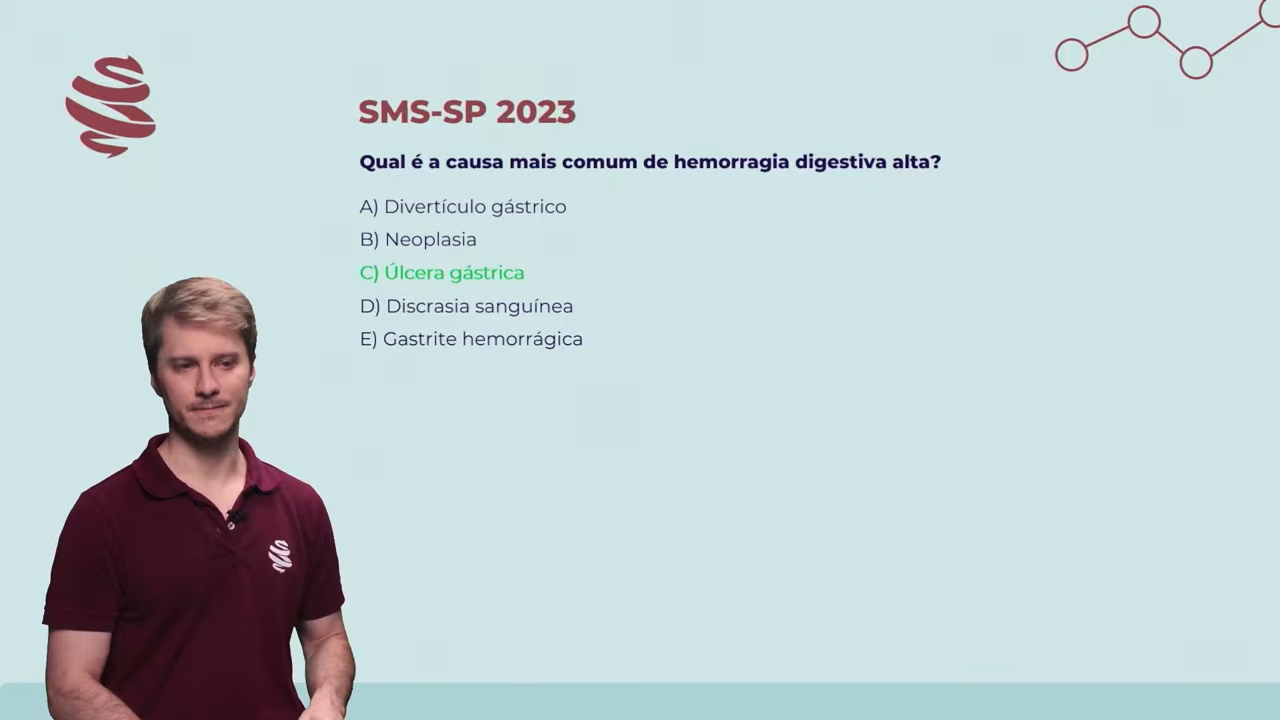 SMS-SP 2023
Qual é a causa mais comum de hemorragia digestiva alta?
A) Divertículo gástrico
B) Neoplasia
C) Úlcera gástrica
D) Discrasia sanguínea
E) Gastrite hemorrágica